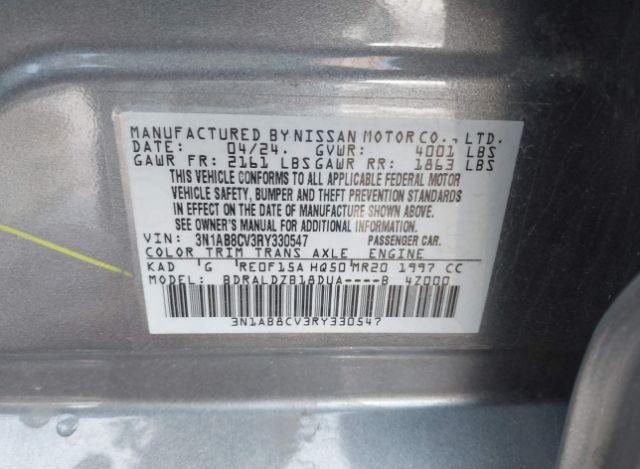 MANUFACTURED BY NISSAN MOTOR CO., LTD.
DATE: 04/24. GVWR: 4001 LBS
GAWR FR: 2161 LBS GAWR RR: 1863 LBS
THIS VEHICLE CONFORMS TO ALL APPLICABLE FEDERAL MOTOR
VEHICLE SAFETY, BUMPER AND THEFT PREVENTION STANDARDS
IN EFFECT ON THE DATE OF MANUFACTURE SHOWN ABOVE.
SEE OWNER'S MANUAL FOR ADDITIONAL INFORMATION.
VIN: 3N1AB8CV3RY330547 PASSENGER CAR.
COLOR TRIM TRANS AXLE ENGINE
KAD G RE0F15A HQ50 MR20 1997 CC
MODEL: BDRALDZB18DUA----B 4Z000
3N1AB8CV3RY330547